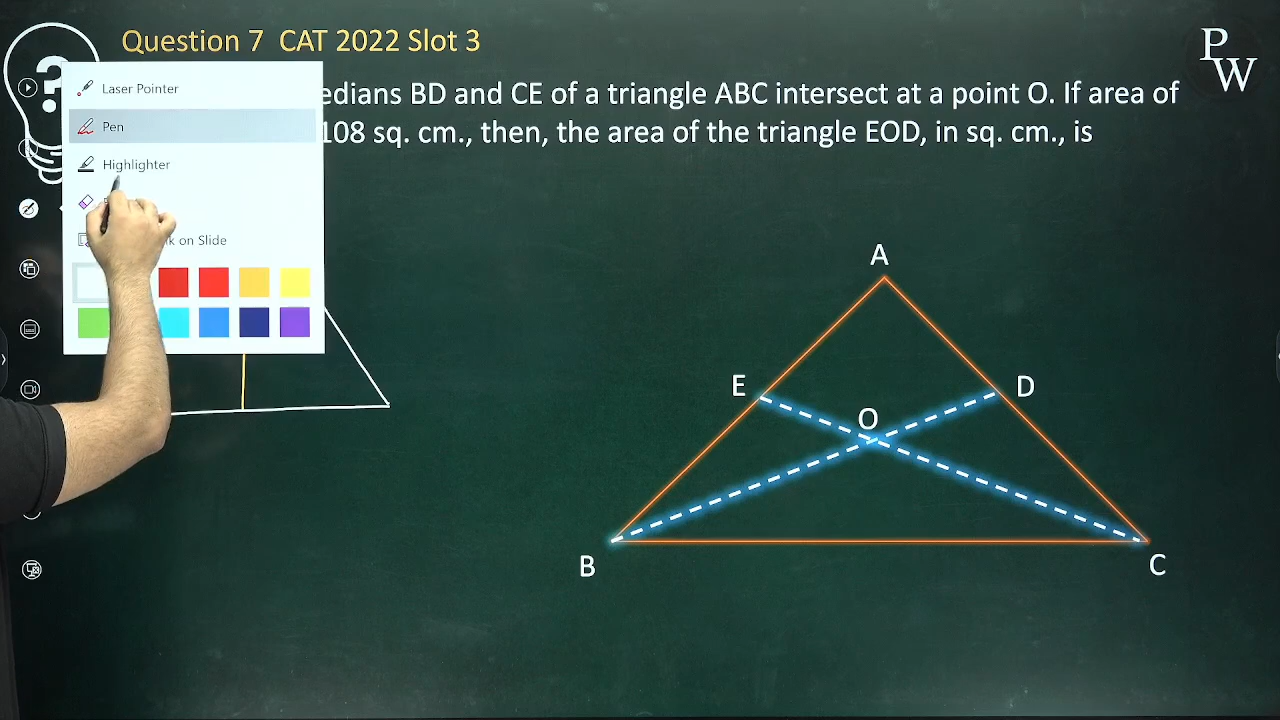 Question 7 CAT 2022 Slot 3
P
W
edians BD and CE of a triangle ABC intersect at a point O. If area of
108 sq. cm., then, the area of the triangle EOD, in sq. cm., is
Laser Pointer
Pen
Highlighter
on Slide
A
E
D
O
B
C